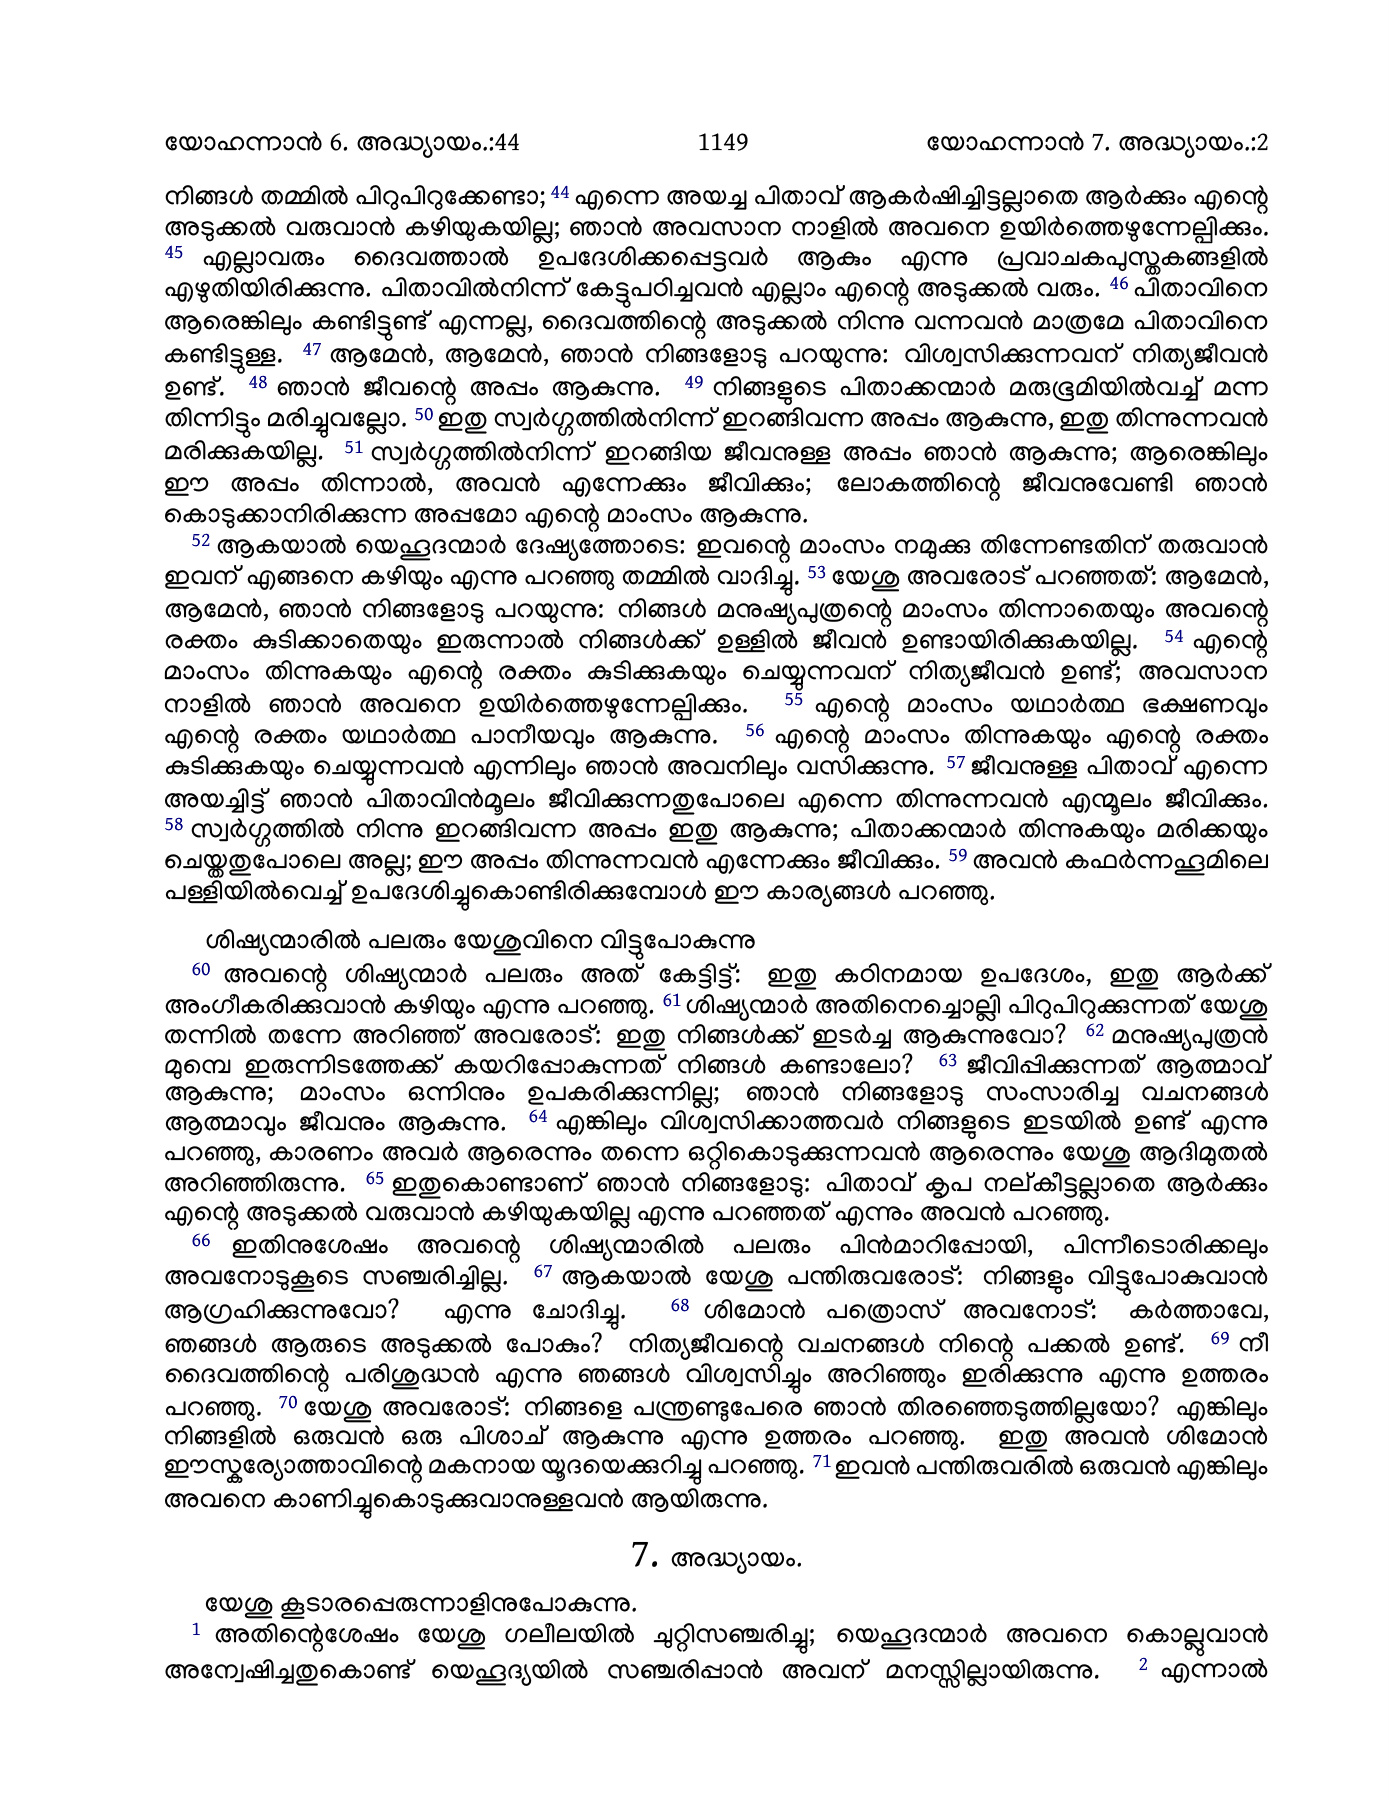 യോഹന്നാൻ 6. അദ്ധ്യായം.:44 1149 യോഹന്നാൻ 7. അദ്ധ്യായം.:2
നിങ്ങൾ തമ്മിൽ പിറുപിറുക്കേണ്ടാ; 44 എന്നെ അയച്ച പിതാവ് ആകർഷിച്ചിട്ടല്ലാതെ ആർക്കും എന്റെ
അടുക്കൽ വരുവാൻ കഴിയുകയില്ല; ഞാൻ അവസാന നാളിൽ അവനെ ഉയിർത്തെഴുന്നേല്പിക്കും.
45 എല്ലാവരും ദൈവത്താൽ ഉപദേശിക്കപ്പെട്ടവർ ആകും എന്നു പ്രവാചകപുസ്തകങ്ങളിൽ
എഴുതിയിരിക്കുന്നു. പിതാവിൽനിന്ന് കേട്ടുപഠിച്ചവൻ എല്ലാം എന്റെ അടുക്കൽ വരും. 46 പിതാവിനെ
ആരെങ്കിലും കണ്ടിട്ടുണ്ട് എന്നല്ല, ദൈവത്തിന്റെ അടുക്കൽ നിന്നു വന്നവൻ മാത്രമേ പിതാവിനെ
കണ്ടിട്ടുള്ള. 47 ആമേൻ, ആമേൻ, ഞാൻ നിങ്ങളോടു പറയുന്നു: വിശ്വസിക്കുന്നവന് നിത്യജീവൻ
ഉണ്ട്. 48 ഞാൻ ജീവന്റെ അപ്പം ആകുന്നു. 49 നിങ്ങളുടെ പിതാക്കന്മാർ മരുഭൂമിയിൽവച്ച് മന്ന
തിന്നിട്ടും മരിച്ചുവല്ലോ. 50 ഇതു സ്വർഗ്ഗത്തിൽനിന്ന് ഇറങ്ങിവന്ന അപ്പം ആകുന്നു, ഇതു തിന്നുന്നവൻ
മരിക്കുകയില്ല. 51 സ്വർഗ്ഗത്തിൽനിന്ന് ഇറങ്ങിയ ജീവനുള്ള അപ്പം ഞാൻ ആകുന്നു; ആരെങ്കിലും
ഈ അപ്പം തിന്നാൽ, അവൻ എന്നേക്കും ജീവിക്കും; ലോകത്തിന്റെ ജീവനുവേണ്ടി ഞാൻ
കൊടുക്കാനിരിക്കുന്ന അപ്പമോ എന്റെ മാംസം ആകുന്നു.
52 ആകയാൽ യെഹൂദന്മാർ ദേഷ്യത്തോടെ: ഇവന്റെ മാംസം നമുക്കു തിന്നേണ്ടതിന് തരുവാൻ
ഇവന് എങ്ങനെ കഴിയും എന്നു പറഞ്ഞു തമ്മിൽ വാദിച്ചു. 53 യേശു അവരോട് പറഞ്ഞത്: ആമേൻ,
ആമേൻ, ഞാൻ നിങ്ങളോടു പറയുന്നു: നിങ്ങൾ മനുഷ്യപുത്രന്റെ മാംസം തിന്നാതെയും അവന്റെ
രക്തം കുടിക്കാതെയും ഇരുന്നാൽ നിങ്ങൾക്ക് ഉള്ളിൽ ജീവൻ ഉണ്ടായിരിക്കുകയില്ല. 54 എന്റെ
മാംസം തിന്നുകയും എന്റെ രക്തം കുടിക്കുകയും ചെയ്യുന്നവന് നിത്യജീവൻ ഉണ്ട്; അവസാന
നാളിൽ ഞാൻ അവനെ ഉയിർത്തെഴുന്നേല്പിക്കും. 55 എന്റെ മാംസം യഥാർത്ഥ ഭക്ഷണവും
എന്റെ രക്തം യഥാർത്ഥ പാനീയവും ആകുന്നു. 56 എന്റെ മാംസം തിന്നുകയും എന്റെ രക്തം
കുടിക്കുകയും ചെയ്യുന്നവൻ എന്നിലും ഞാൻ അവനിലും വസിക്കുന്നു. 57 ജീവനുള്ള പിതാവ് എന്നെ
അയച്ചിട്ട് ഞാൻ പിതാവിൻമൂലം ജീവിക്കുന്നതുപോലെ എന്നെ തിന്നുന്നവൻ എന്മൂലം ജീവിക്കും.
58 സ്വർഗ്ഗത്തിൽ നിന്നു ഇറങ്ങിവന്ന അപ്പം ഇതു ആകുന്നു; പിതാക്കന്മാർ തിന്നുകയും മരിക്കയും
ചെയ്തതുപോലെ അല്ല; ഈ അപ്പം തിന്നുന്നവൻ എന്നേക്കും ജീവിക്കും. 59 അവൻ കഫർന്നഹൂമിലെ
പള്ളിയിൽവെച്ച് ഉപദേശിച്ചുകൊണ്ടിരിക്കുമ്പോൾ ഈ കാര്യങ്ങൾ പറഞ്ഞു.
ശിഷ്യന്മാരിൽ പലരും യേശുവിനെ വിട്ടുപോകുന്നു
60 അവന്റെ ശിഷ്യന്മാർ പലരും അത് കേട്ടിട്ട്: ഇതു കഠിനമായ ഉപദേശം, ഇതു ആർക്ക്
അംഗീകരിക്കുവാൻ കഴിയും എന്നു പറഞ്ഞു. 61 ശിഷ്യന്മാർ അതിനെച്ചൊല്ലി പിറുപിറുക്കുന്നത് യേശു
തന്നിൽ തന്നേ അറിഞ്ഞ് അവരോട്: ഇതു നിങ്ങൾക്ക് ഇടർച്ച ആകുന്നുവോ? 62 മനുഷ്യപുത്രൻ
മുമ്പെ ഇരുന്നിടത്തേക്ക് കയറിപ്പോകുന്നത് നിങ്ങൾ കണ്ടാലോ? 63 ജീവിപ്പിക്കുന്നത് ആത്മാവ്
ആകുന്നു; മാംസം ഒന്നിനും ഉപകരിക്കുന്നില്ല; ഞാൻ നിങ്ങളോടു സംസാരിച്ച വചനങ്ങൾ
ആത്മാവും ജീവനും ആകുന്നു. 64 എങ്കിലും വിശ്വസിക്കാത്തവർ നിങ്ങളുടെ ഇടയിൽ ഉണ്ട് എന്നു
പറഞ്ഞു, കാരണം അവർ ആരെന്നും തന്നെ ഒറ്റികൊടുക്കുന്നവൻ ആരെന്നും യേശു ആദിമുതൽ
അറിഞ്ഞിരുന്നു. 65 ഇതുകൊണ്ടാണ് ഞാൻ നിങ്ങളോടു: പിതാവ് കൃപ നല്കീട്ടല്ലാതെ ആർക്കും
എന്റെ അടുക്കൽ വരുവാൻ കഴിയുകയില്ല എന്നു പറഞ്ഞത് എന്നും അവൻ പറഞ്ഞു.
66 ഇതിനുശേഷം അവന്റെ ശിഷ്യന്മാരിൽ പലരും പിൻമാറിപ്പോയി, പിന്നീടൊരിക്കലും
അവനോടുകൂടെ സഞ്ചരിച്ചില്ല. 67 ആകയാൽ യേശു പന്തിരുവരോട്: നിങ്ങളും വിട്ടുപോകുവാൻ
ആഗ്രഹിക്കുന്നുവോ? എന്നു ചോദിച്ചു. 68 ശിമോൻ പത്രൊസ് അവനോട്: കർത്താവേ,
ഞങ്ങൾ ആരുടെ അടുക്കൽ പോകും? നിത്യജീവന്റെ വചനങ്ങൾ നിന്റെ പക്കൽ ഉണ്ട്. 69 നീ
ദൈവത്തിന്റെ പരിശുദ്ധൻ എന്നു ഞങ്ങൾ വിശ്വസിച്ചും അറിഞ്ഞും ഇരിക്കുന്നു എന്നു ഉത്തരം
പറഞ്ഞു. 70 യേശു അവരോട്: നിങ്ങളെ പന്ത്രണ്ടുപേരെ ഞാൻ തിരഞ്ഞെടുത്തില്ലയോ? എങ്കിലും
നിങ്ങളിൽ ഒരുവൻ ഒരു പിശാച് ആകുന്നു എന്നു ഉത്തരം പറഞ്ഞു. ഇതു അവൻ ശിമോൻ
ഈസ്കര്യോത്താവിന്റെ മകനായ യൂദയെക്കുറിച്ചു പറഞ്ഞു. 71 ഇവൻ പന്തിരുവരിൽ ഒരുവൻ എങ്കിലും
അവനെ കാണിച്ചുകൊടുക്കുവാനുള്ളവൻ ആയിരുന്നു.
7. അദ്ധ്യായം.
യേശു കൂടാരപ്പെരുന്നാളിനുപോകുന്നു.
1 അതിന്റെശേഷം യേശു ഗലീലയിൽ ചുറ്റിസഞ്ചരിച്ചു; യെഹൂദന്മാർ അവനെ കൊല്ലുവാൻ
അന്വേഷിച്ചതുകൊണ്ട് യെഹൂദ്യയിൽ സഞ്ചരിപ്പാൻ അവന് മനസ്സില്ലായിരുന്നു. 2 എന്നാൽ